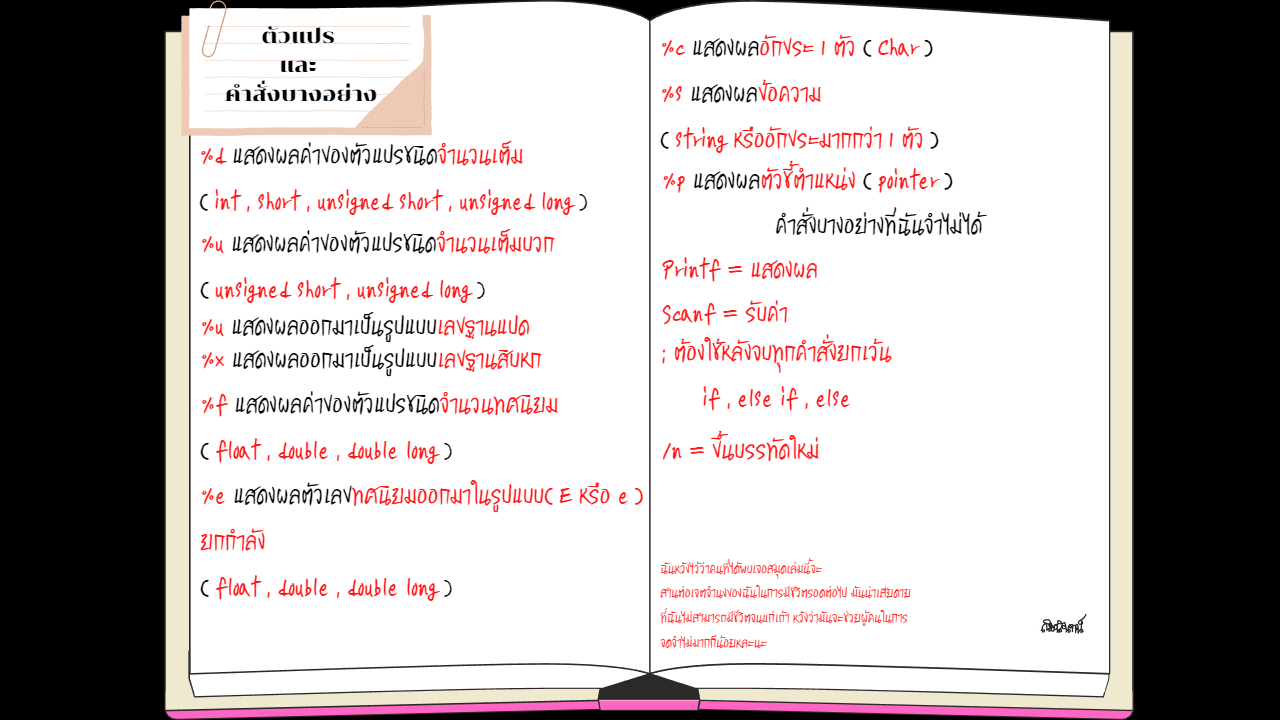 ตัวแปร
และ
คำสั่งบางอย่าง
%d แสดงผลค่าของตัวแปรชนิดจำนวนเต็ม
( int , short , unsigned short , unsigned long )
%u แสดงผลค่าของตัวแปรชนิดจำนวนเต็มบวก
( unsigned short , unsigned long )
%u แสดงผลออกมาเป็นรูปแบบเลขฐานแปด
%x แสดงผลออกมาเป็นรูปแบบเลขฐานสิบหก
%f แสดงผลค่าของตัวแปรชนิดจำนวนทศนิยม
( float , double , double long )
%e แสดงผลตัวเลขทศนิยมออกมาในรูปแบบ( E หรือ e )
ยกกำลัง
( float , double , double long )
%c แสดงผลอักขระ 1 ตัว ( Char )
%s แสดงผลข้อความ
( string หรืออักขระมากกว่า 1 ตัว )
%p แสดงผลตัวชี้ตำแหน่ง ( pointer )
คำสั่งบางอย่างที่ฉันจำไม่ได้
Printf = แสดงผล
Scanf = รับค่า
; ต้องใช้หลังจบทุกคำสั่งยกเว้น
if , else if , else
/n = ขึ้นบรรทัดใหม่
ฉันหวังไว้ว่าคนที่ได้พบเจอสมุดเล่มนี้จะ
สานต่อเจตจำนงของฉันในการมีชีวิตรอดต่อไป มันน่าเสียดาย
ที่ฉันไม่สามารถมีชีวิตจนแก่เฒ่า หวังว่ามันจะช่วยผู้คนในการ
จดจำไม่มากก็น้อยหละนะ